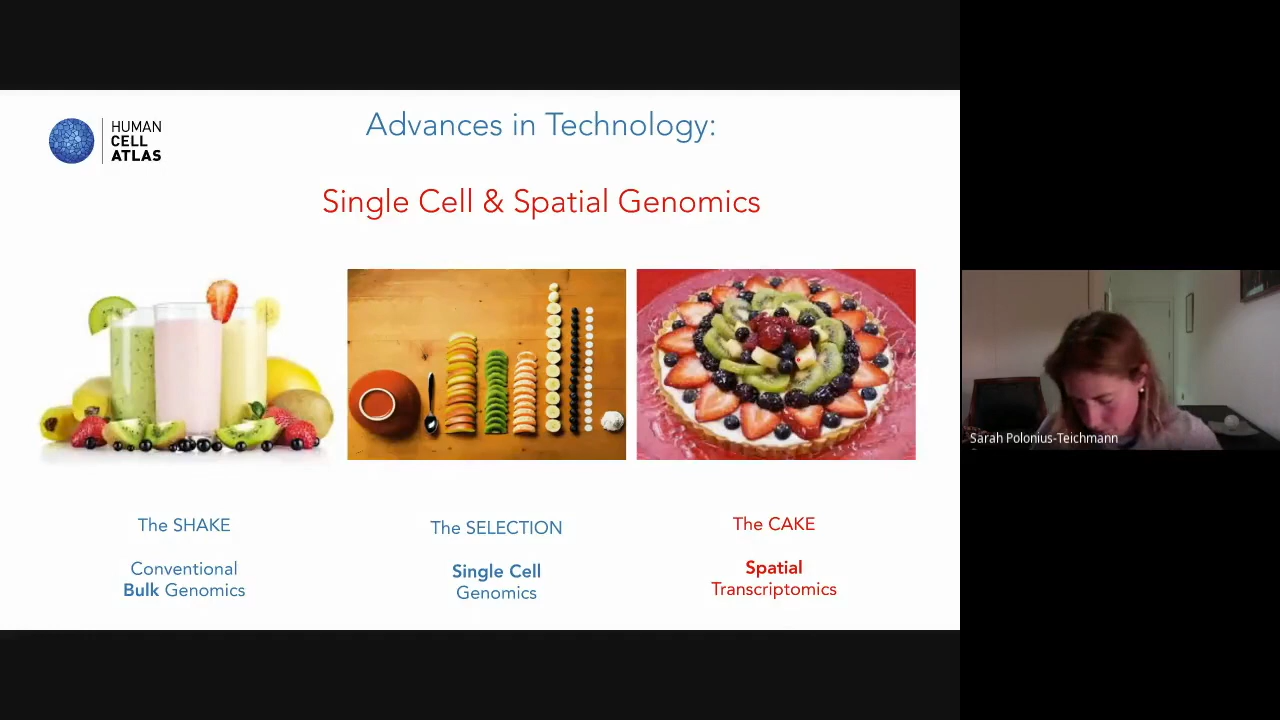 HUMAN
CELL
ATLAS
Advances in Technology:
Single Cell & Spatial Genomics
The SHAKE
Conventional
Bulk Genomics
The SELECTION
Single Cell
Genomics
The CAKE
Spatial
Transcriptomics
Sarah Polonius-Teichmann